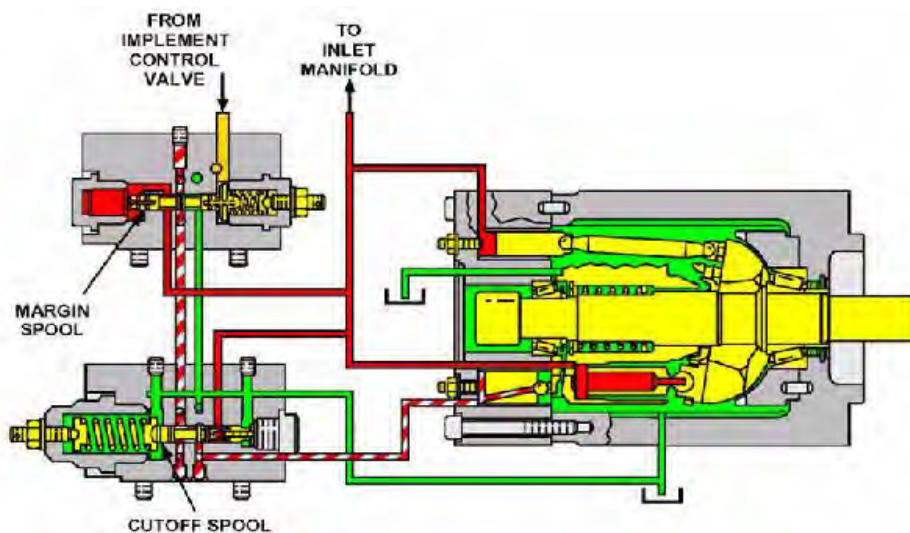 FROM
IMPLEMENT
CONTROL
VALVE
TO
INLET
MANIFOLD
MARGIN
SPOOL
CUTOFF SPOOL